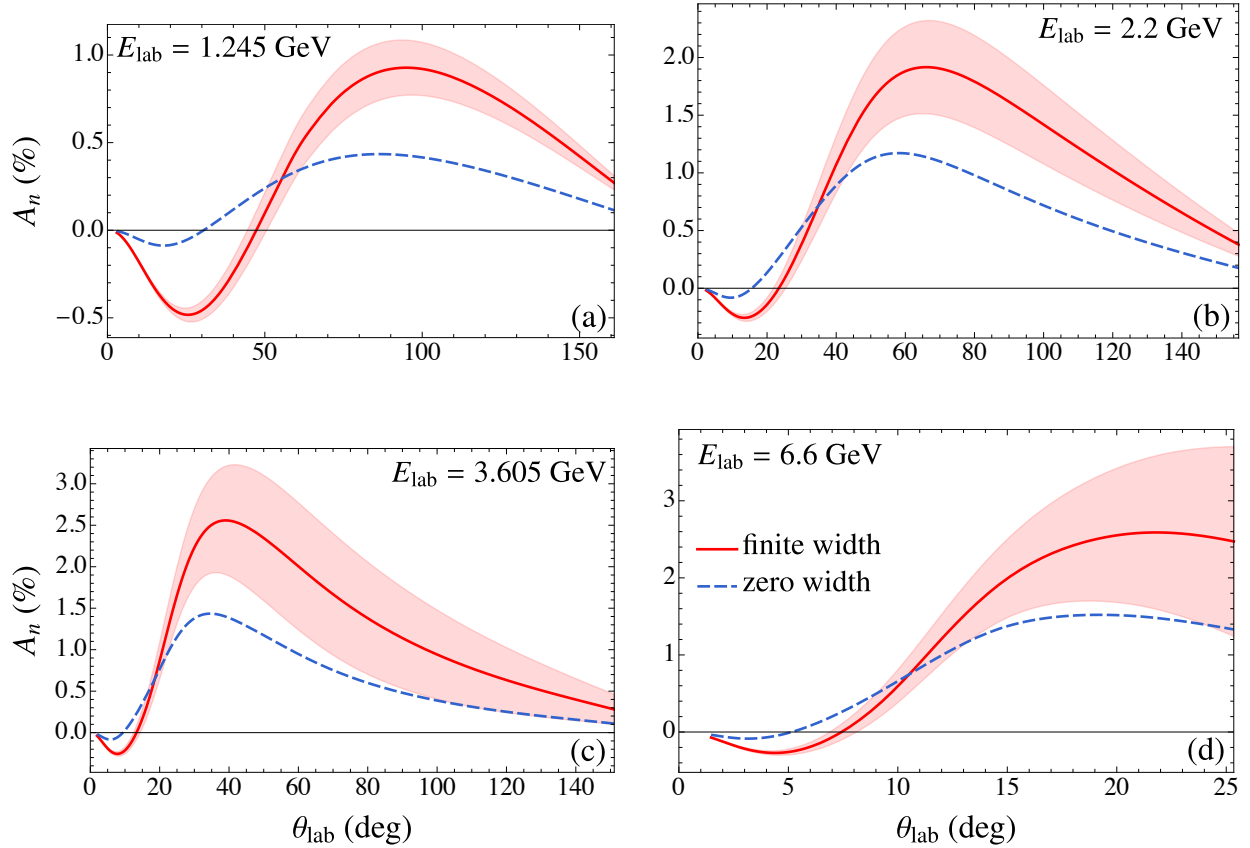 E_lab = 1.245 GeV
A_n (%)
1.0
0.5
0.0
−0.5
(a)
0 50 100 150
E_lab = 2.2 GeV
2.0
1.5
1.0
0.5
0.0
(b)
0 20 40 60 80 100 120 140
E_lab = 3.605 GeV
A_n (%)
3.0
2.5
2.0
1.5
1.0
0.5
0.0
(c)
0 20 40 60 80 100 120 140
θ_lab (deg)
E_lab = 6.6 GeV
finite width
zero width
3
2
1
0
(d)
0 5 10 15 20 25
θ_lab (deg)